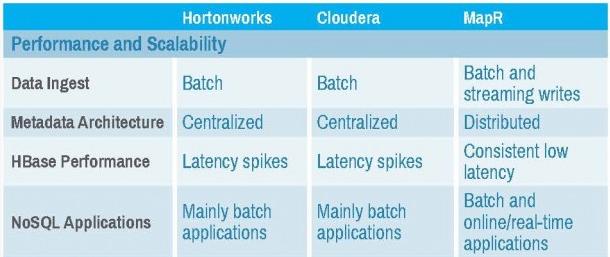 Hortonworks Cloudera MapR
Performance and Scalability
Data Ingest Batch Batch Batch and
streaming writes
Metadata Architecture Centralized Centralized Distributed
HBase Performance Latency spikes Latency spikes Consistent low
latency
NoSQL Applications Mainly batch Mainly batch Batch and
applications applications online/real-time
applications